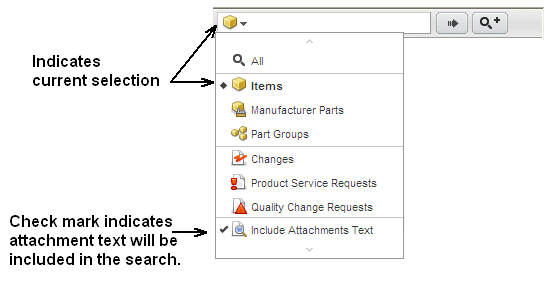 Indicates
current selection
All
Items
Manufacturer Parts
Part Groups
Changes
Product Service Requests
Quality Change Requests
Check mark indicates
attachment text will be
included in the search.
Include Attachments Text